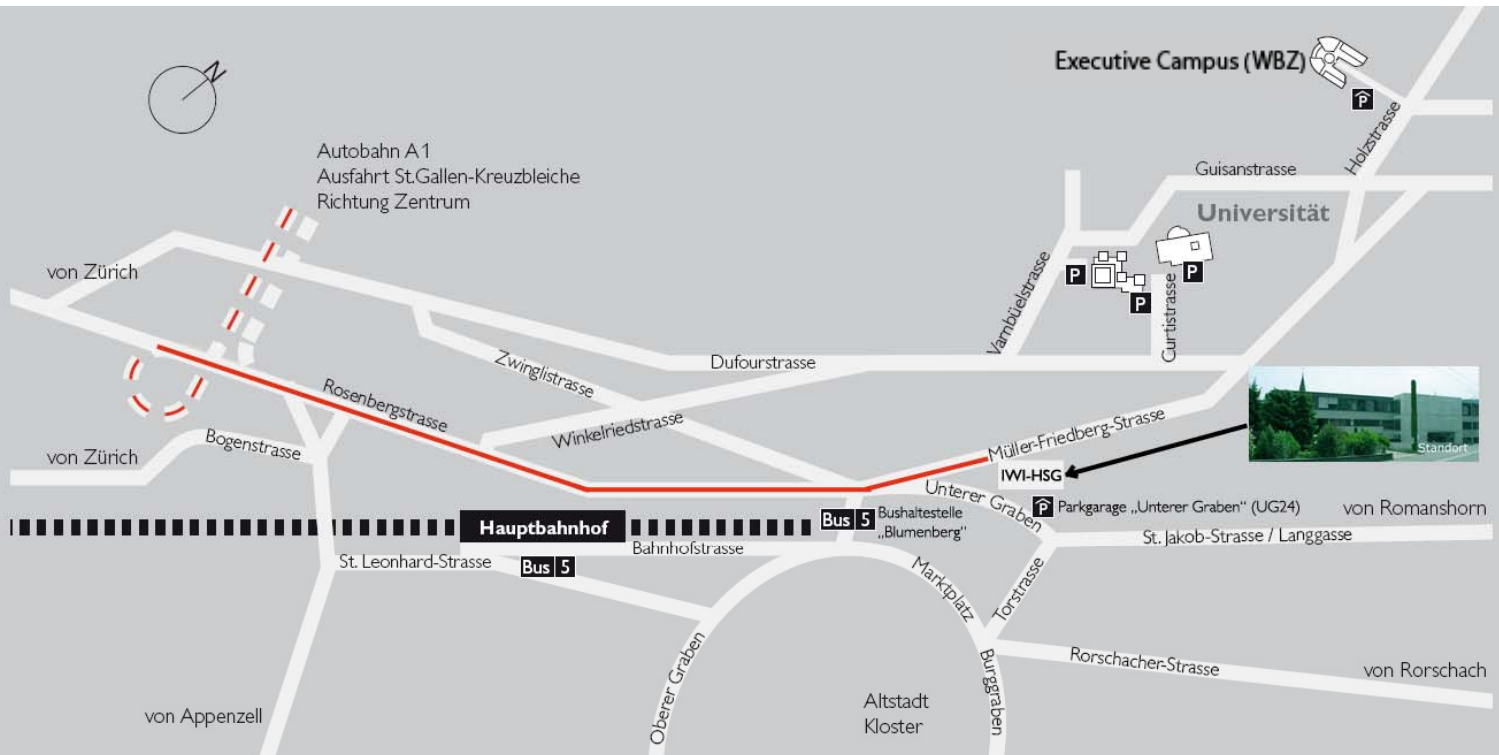 N
Executive Campus (WBZ)
P
Holzstrasse
Autobahn A1
Ausfahrt St.Gallen-Kreuzbleiche
Richtung Zentrum
Guisanstrasse
Universität
von Zürich
Varnbüelstrasse
P
P
P
Curtistrasse
Zwinglistrasse
Dufourstrasse
Rosenbergstrasse
Winkelriedstrasse
Müller-Friedberg-Strasse
Standort
Bogenstrasse
von Zürich
IWI-HSG
Unterer Graben
P Parkgarage „Unterer Graben" (UG24)
von Romanshorn
Hauptbahnhof
Bus 5 Bushaltestelle
„Blumenberg"
St. Jakob-Strasse / Langgasse
Bahnhofstrasse
St. Leonhard-Strasse
Bus 5
Marktplatz
Torstrasse
Oberer Graben
Burggraben
Rorschacher-Strasse
von Rorschach
von Appenzell
Altstadt
Kloster